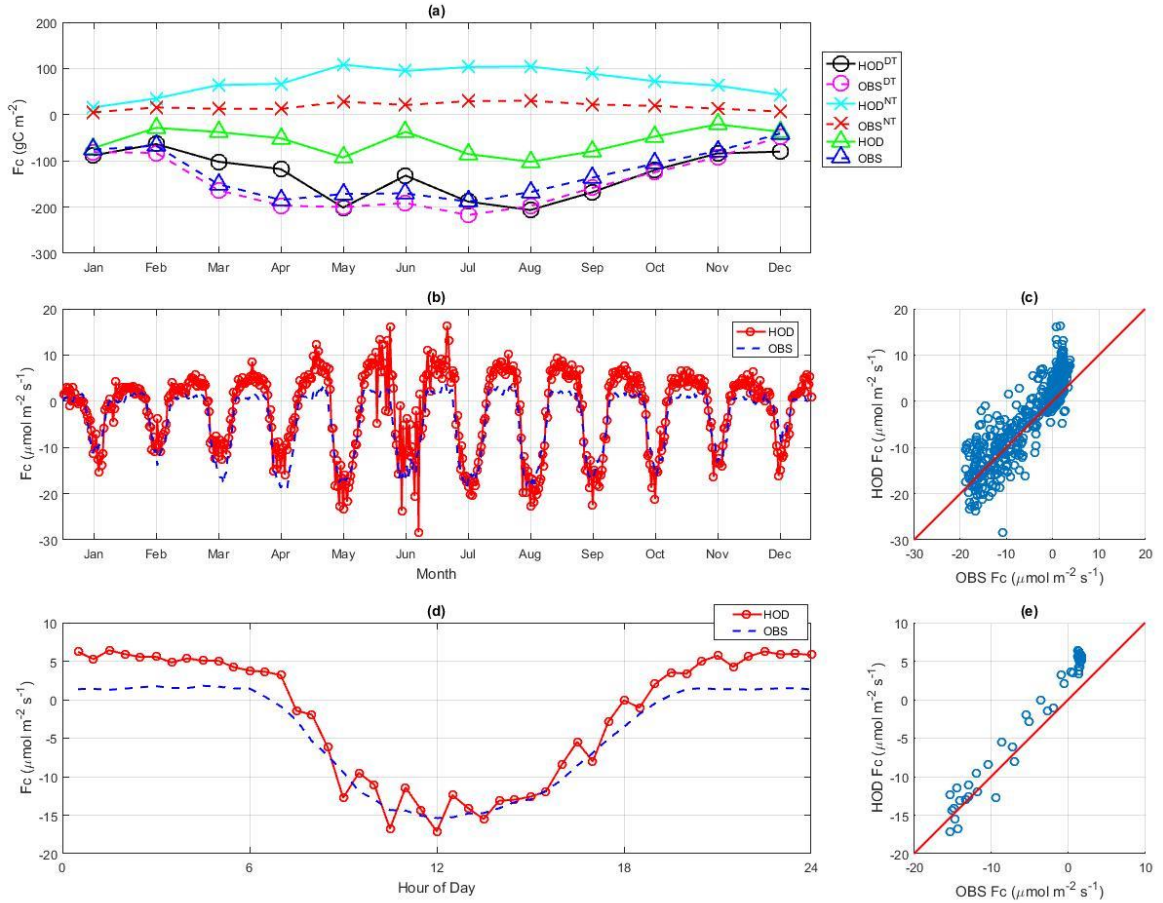 (a)
200
100
0
-100
-200
-300
Fc (gC m-2)
Jan Feb Mar Apr May Jun Jul Aug Sep Oct Nov Dec
HOD^DT
OBS^DT
HOD^NT
OBS^NT
HOD
OBS
(b)
20
10
0
-10
-20
-30
Fc (μmol m-2 s-1)
HOD
OBS
Jan Feb Mar Apr May Jun Jul Aug Sep Oct Nov Dec
Month
(c)
20
10
0
-10
-20
-30
HOD Fc (μmol m-2 s-1)
-30 -20 -10 0 10 20
OBS Fc (μmol m-2 s-1)
(d)
10
5
0
-5
-10
-15
-20
Fc (μmol m-2 s-1)
HOD
OBS
0 6 12 18 24
Hour of Day
(e)
10
5
0
-5
-10
-15
-20
HOD Fc (μmol m-2 s-1)
-20 -10 0 10
OBS Fc (μmol m-2 s-1)